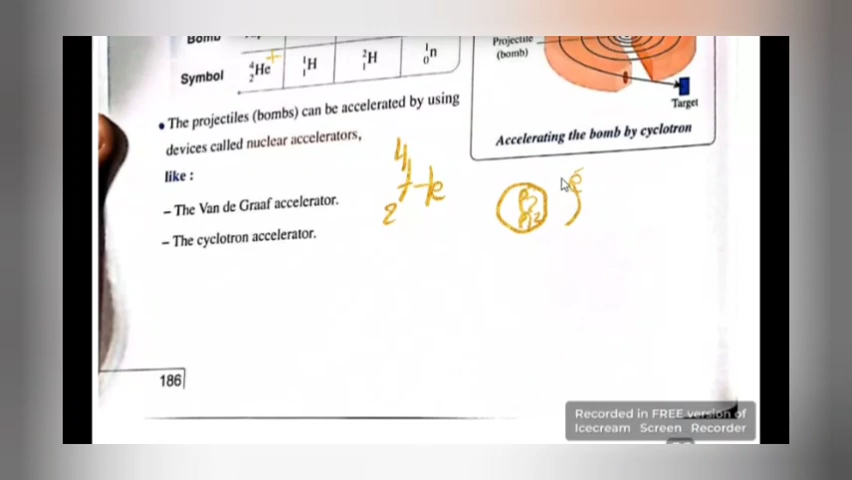 Bomb
Symbol ⁴₂He + ¹₁H ²₁H ¹₀n
Projectile
(bomb)
Target
Accelerating the bomb by cyclotron
• The projectiles (bombs) can be accelerated by using
devices called nuclear accelerators,
like :
– The Van de Graaf accelerator.
– The cyclotron accelerator.
⁴₂He
186
Recorded in FREE version of
Icecream Screen Recorder